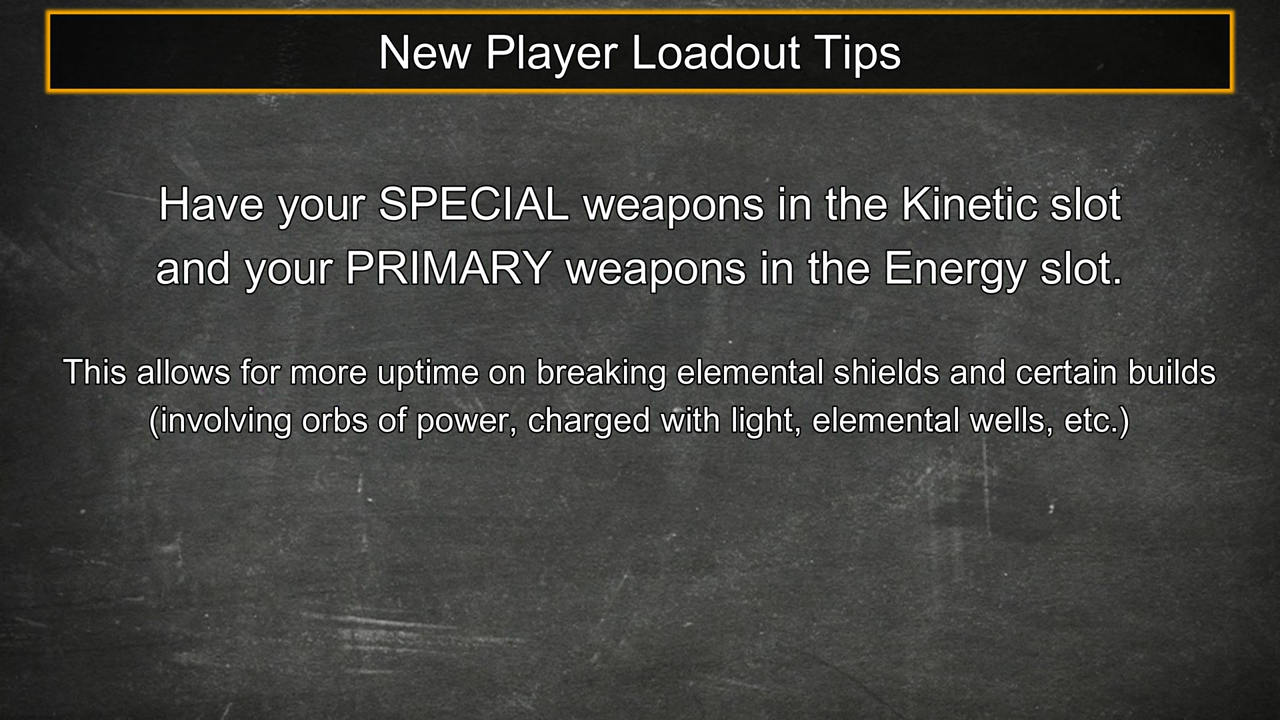 New Player Loadout Tips
Have your SPECIAL weapons in the Kinetic slot
and your PRIMARY weapons in the Energy slot.
This allows for more uptime on breaking elemental shields and certain builds
(involving orbs of power, charged with light, elemental wells, etc.)